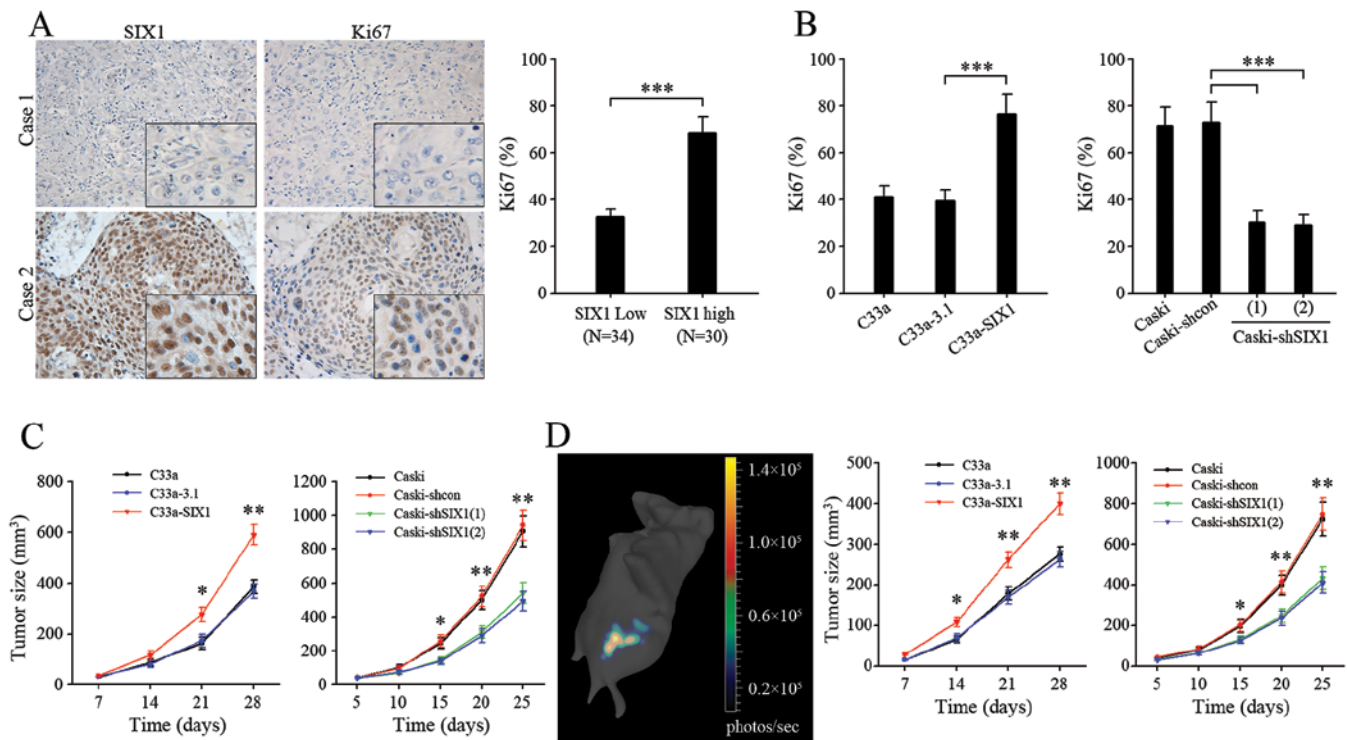 A
SIX1
Ki67
Case 1
Case 2
Ki67 (%)
100
80
60
40
20
0
***
SIX1 Low
(N=34)
SIX1 high
(N=30)
B
Ki67 (%)
100
80
60
40
20
0
***
C33a
C33a-3.1
C33a-SIX1
Ki67 (%)
100
80
60
40
20
0
***
Caski
Caski-shcon
(1)
(2)
Caski-shSIX1
C
Tumor size (mm³)
800
600
400
200
0
C33a
C33a-3.1
C33a-SIX1
*
**
7
14
21
28
Time (days)
1200
1000
800
600
400
200
0
Caski
Caski-shcon
Caski-shSIX1(1)
Caski-shSIX1(2)
*
**
**
5
10
15
20
25
Time (days)
D
1.4×10⁵
1.0×10⁵
0.6×10⁵
0.2×10⁵
photos/sec
Tumor size (mm³)
500
400
300
200
100
0
C33a
C33a-3.1
C33a-SIX1
*
**
**
7
14
21
28
Time (days)
1000
800
600
400
200
0
Caski
Caski-shcon
Caski-shSIX1(1)
Caski-shSIX1(2)
*
**
**
5
10
15
20
25
Time (days)